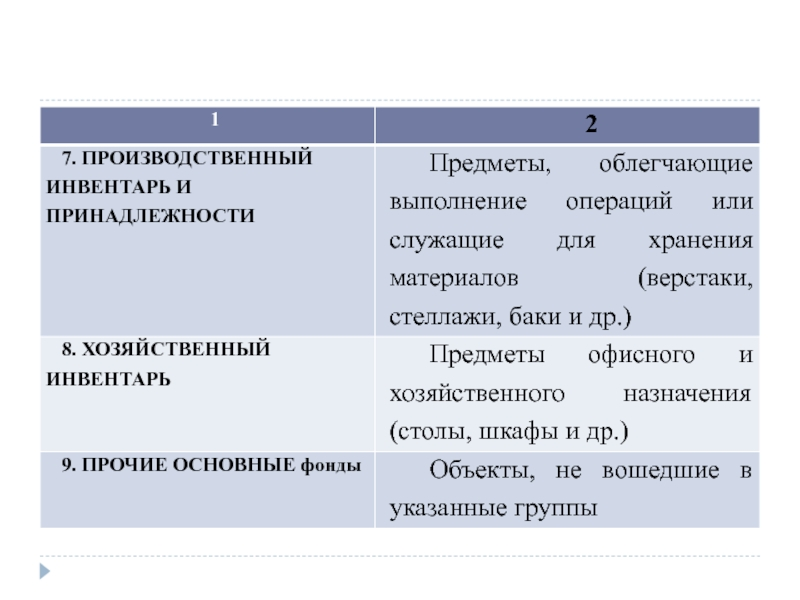 1
2
7. ПРОИЗВОДСТВЕННЫЙ
ИНВЕНТАРЬ И
ПРИНАДЛЕЖНОСТИ
Предметы, облегчающие
выполнение операций или
служащие для хранения
материалов (верстаки,
стеллажи, баки и др.)
8. ХОЗЯЙСТВЕННЫЙ
ИНВЕНТАРЬ
Предметы офисного и
хозяйственного назначения
(столы, шкафы и др.)
9. ПРОЧИЕ ОСНОВНЫЕ фонды
Объекты, не вошедшие в
указанные группы